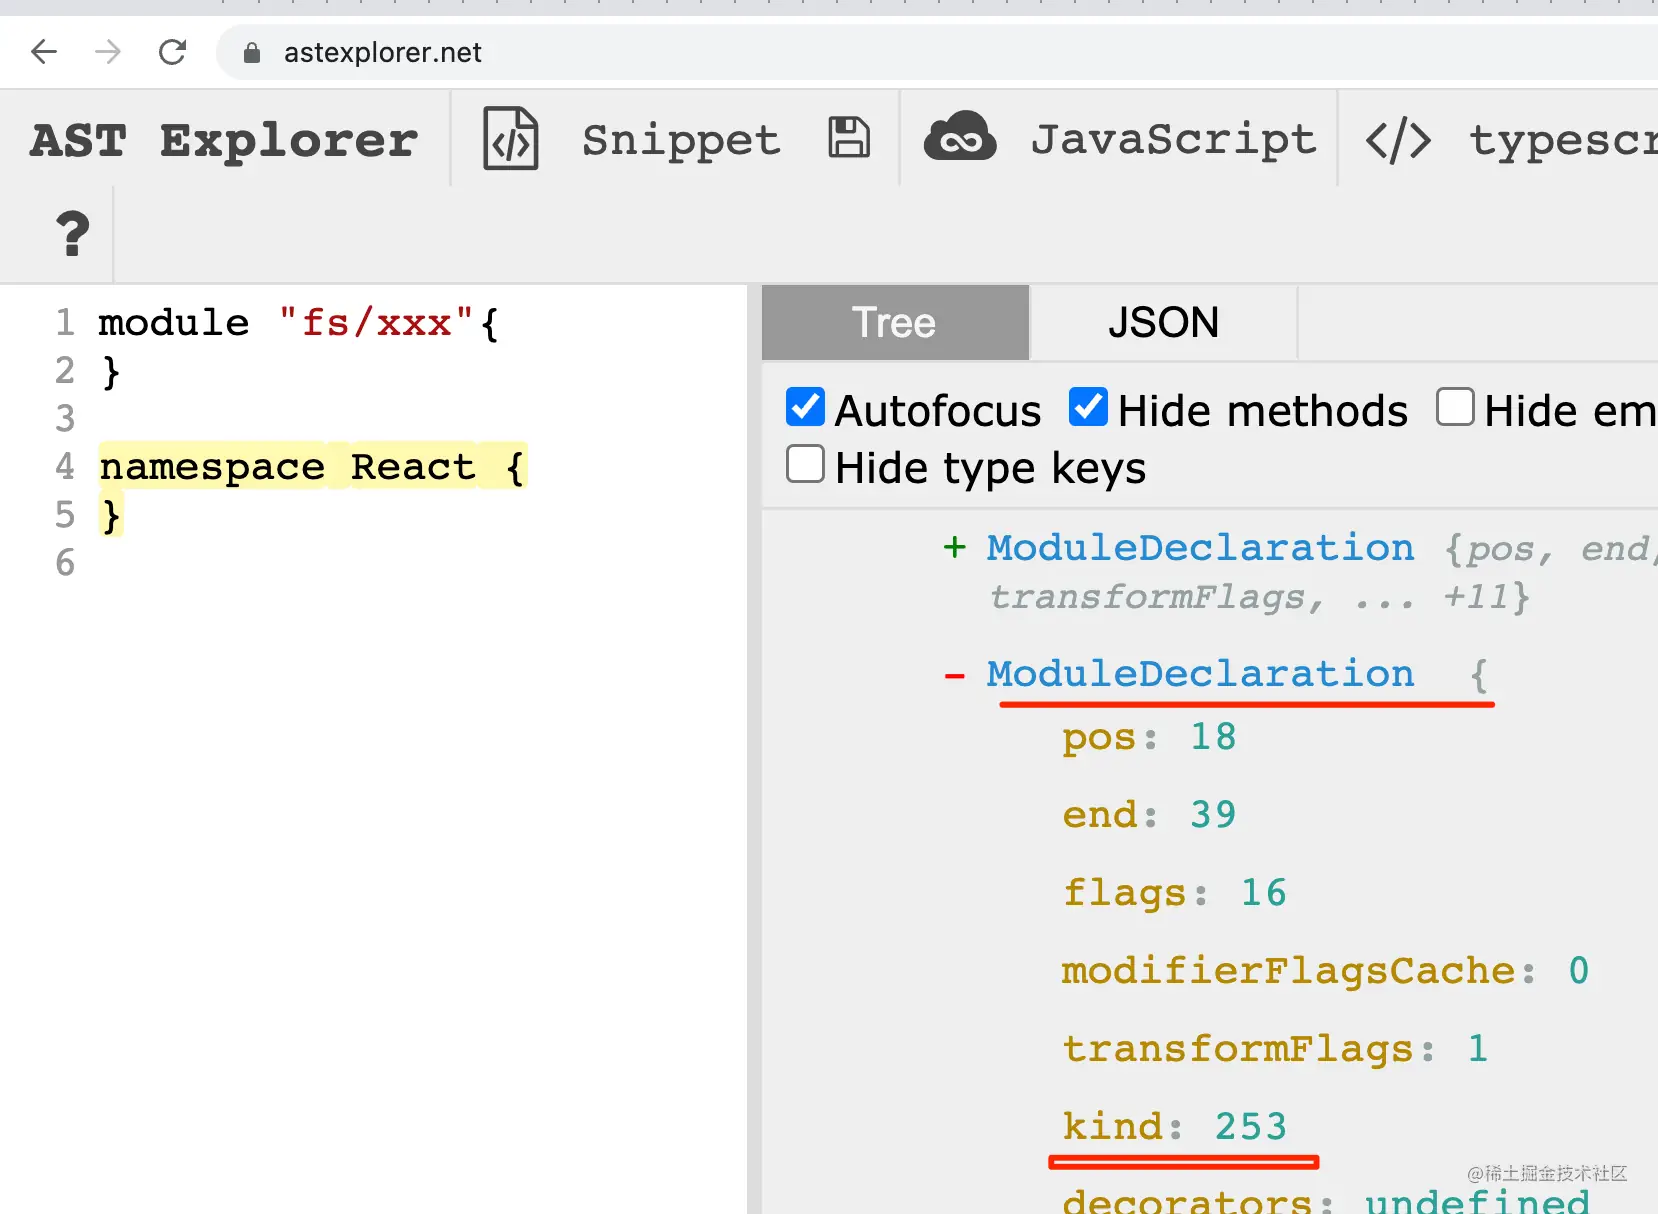 astexplorer.net
AST Explorer
Snippet
JavaScript
</> typescr
?
1 module "fs/xxx"{
2 }
3
4 namespace React {
5 }
6
Tree
JSON
Autofocus Hide methods Hide em
Hide type keys
+ ModuleDeclaration {pos, end,
transformFlags, ... +11}
- ModuleDeclaration {
pos: 18
end: 39
flags: 16
modifierFlagsCache: 0
transformFlags: 1
kind: 253
decorators: undefined
@稀土掘金技术社区